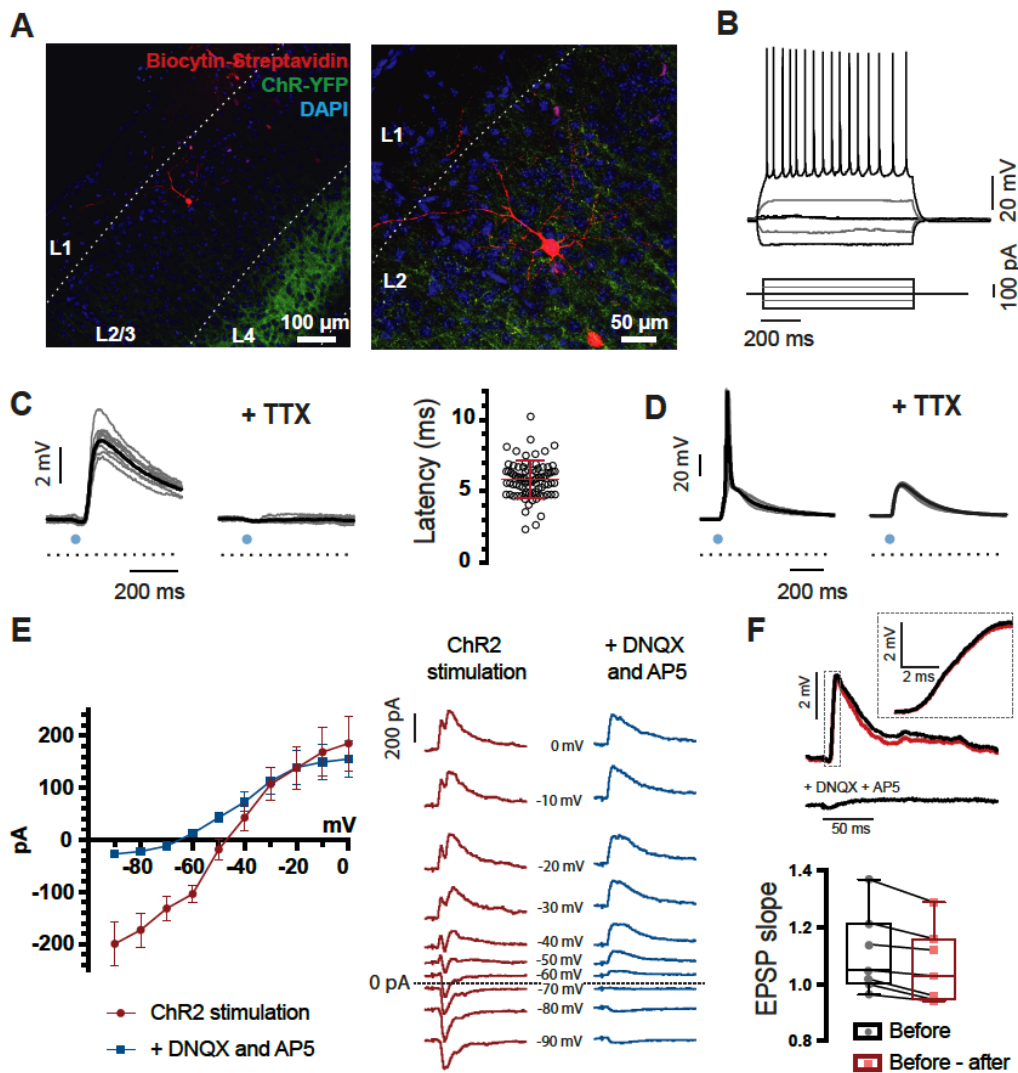 A
Biocytin-Streptavidin
ChR-YFP
DAPI
L1
L2/3
L4
100 µm
L1
L2
50 µm
B
20 mV
100 pA
200 ms
C
+ TTX
2 mV
200 ms
Latency (ms)
10
5
0
D
+ TTX
20 mV
200 ms
E
pA
200
100
0
-100
-200
mV
-80
-60
-40
-20
0
ChR2 stimulation
+ DNQX and AP5
ChR2
stimulation
+ DNQX
and AP5
200 pA
0 mV
-10 mV
-20 mV
-30 mV
-40 mV
-50 mV
-60 mV
0 pA
-70 mV
-80 mV
-90 mV
F
2 mV
2 mV
2 ms
+ DNQX + AP5
50 ms
EPSP slope
1.4
1.2
1.0
0.8
Before
Before - after